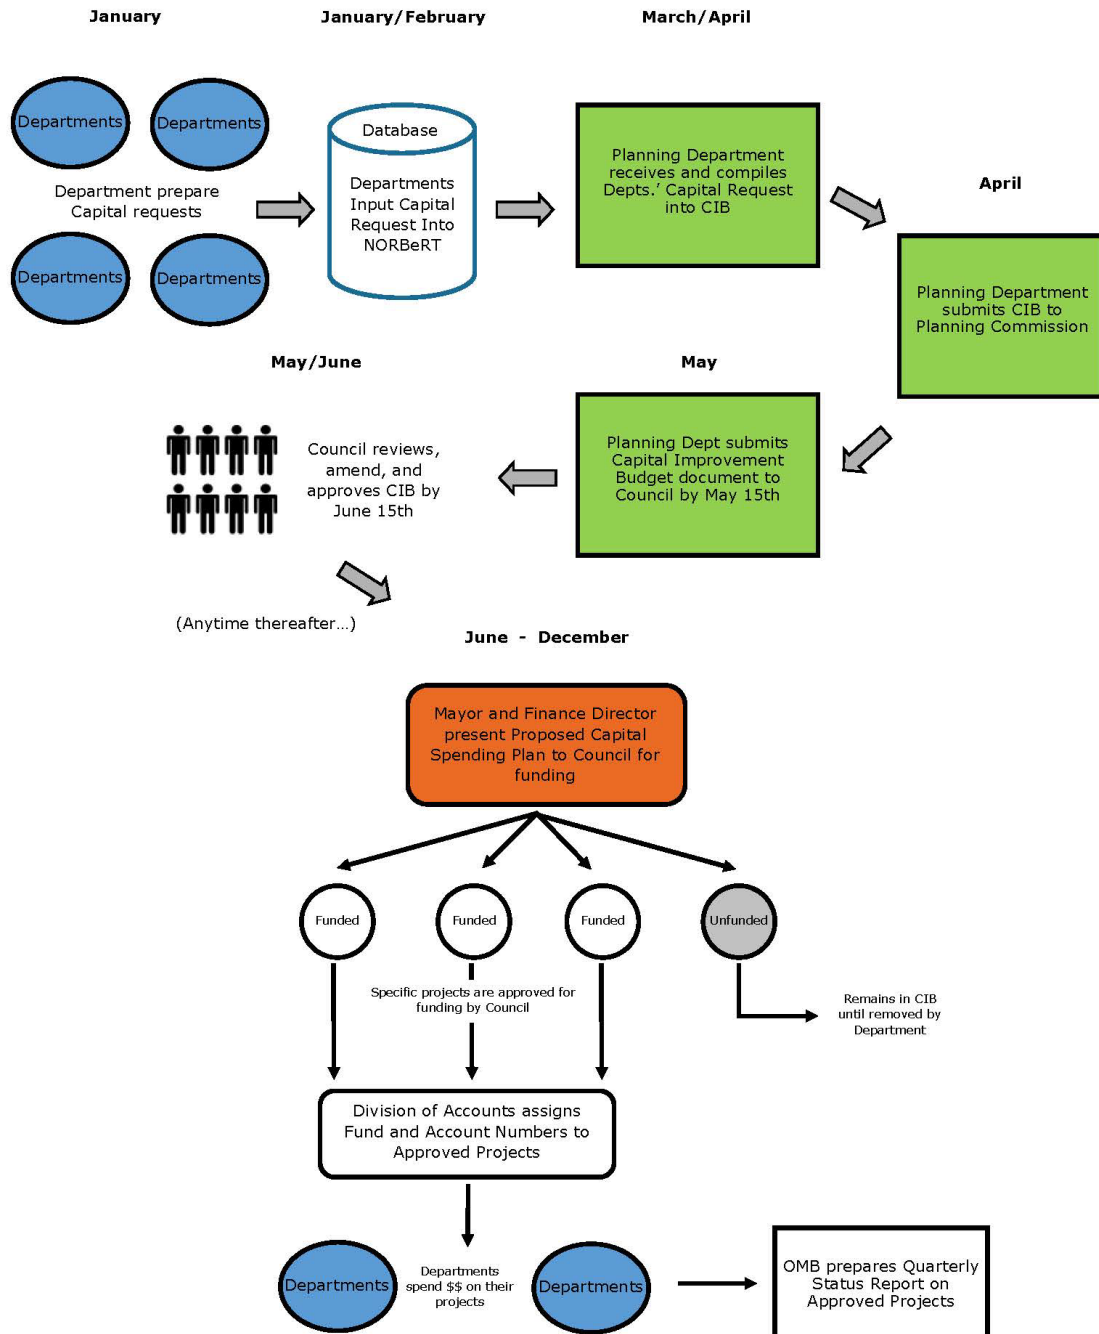 January
January/February
March/April
Departments
Departments
Department prepare
Capital requests
Departments
Departments
Database
Departments
Input Capital
Request Into
NORBeRT
Planning Department
receives and compiles
Depts.’ Capital Request
into CIB
April
Planning Department
submits CIB to
Planning Commission
May/June
May
Planning Dept submits
Capital Improvement
Budget document to
Council by May 15th
Council reviews,
amend, and
approves CIB by
June 15th
(Anytime thereafter…)
June - December
Mayor and Finance Director
present Proposed Capital
Spending Plan to Council for
funding
Funded
Funded
Funded
Unfunded
Specific projects are approved for
funding by Council
Remains in CIB
until removed by
Department
Division of Accounts assigns
Fund and Account Numbers to
Approved Projects
Departments
Departments
spend $$ on their
projects
Departments
OMB prepares Quarterly
Status Report on
Approved Projects